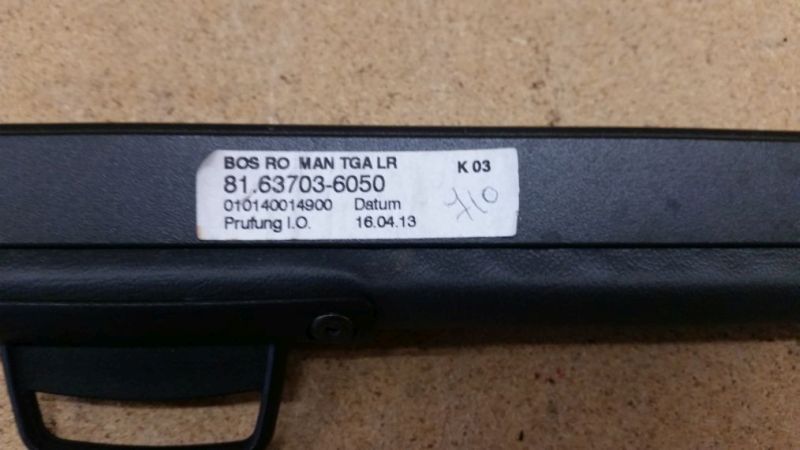 BOS RO MAN TGA LR K 03
81.63703-6050
010140014900 Datum
Prufung I.O. 16.04.13